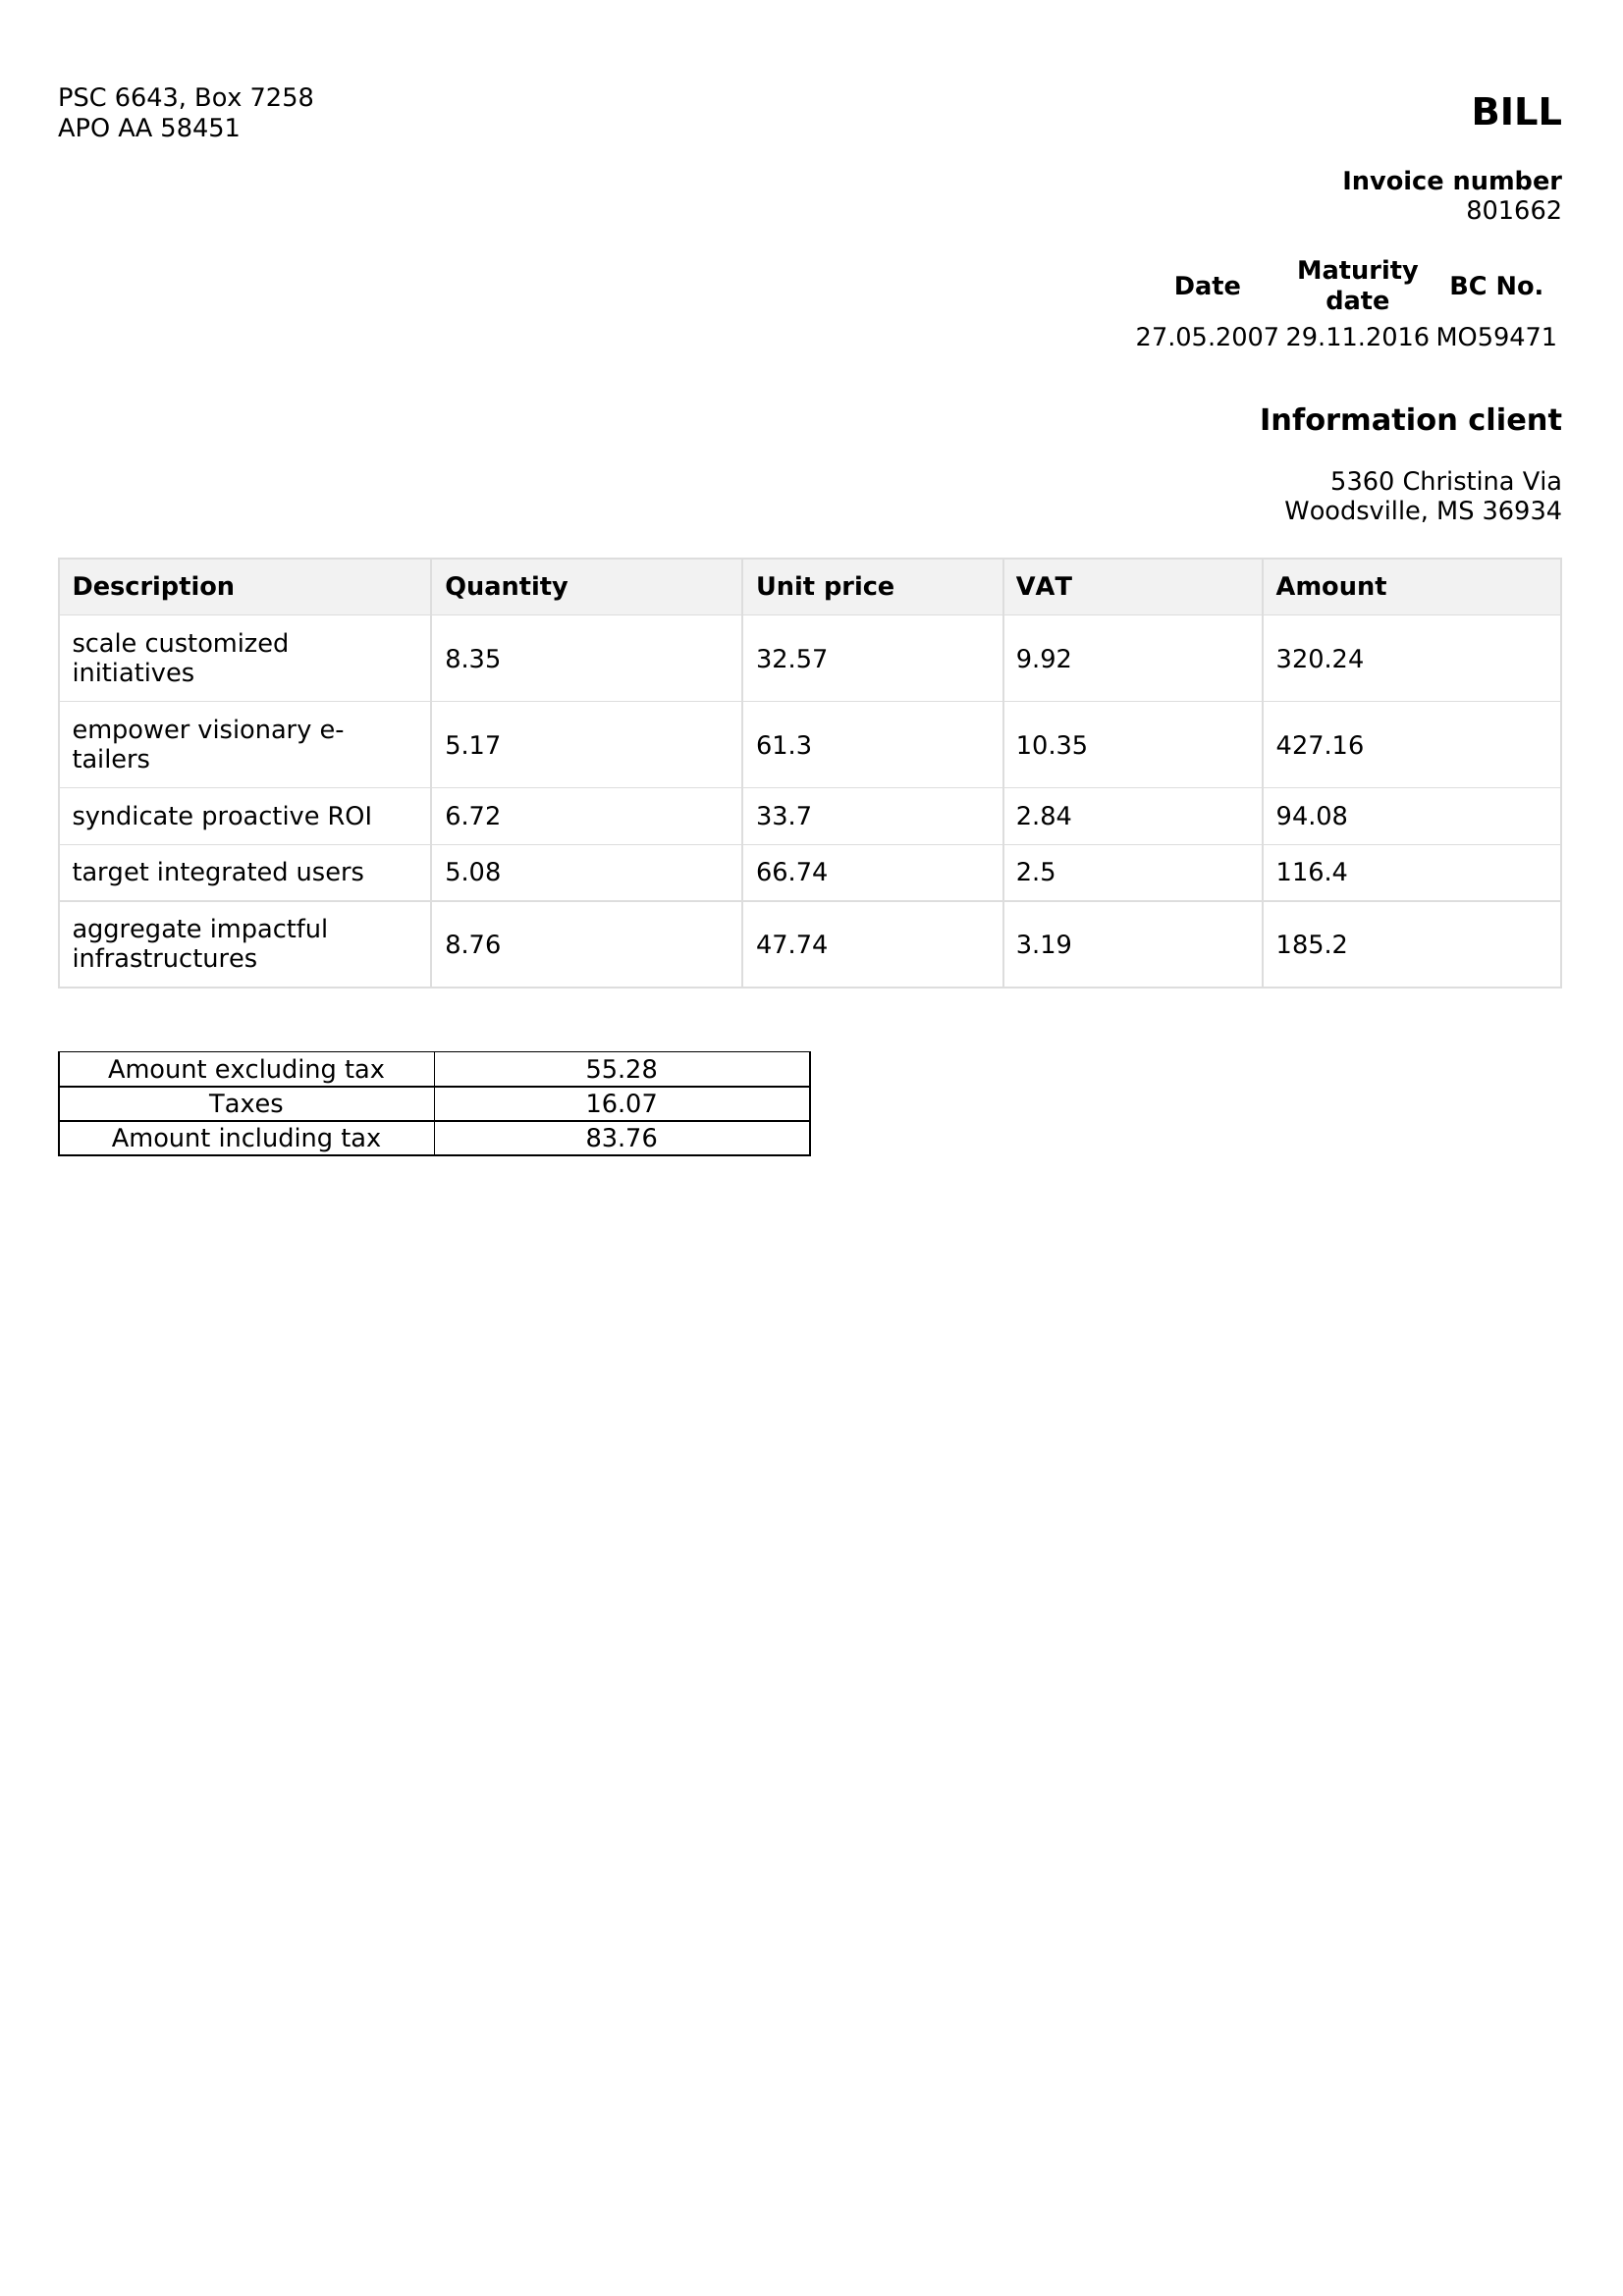 PSC 6643, Box 7258
APO AA 58451
BILL
Invoice number
801662
Date Maturity date BC No.
27.05.2007 29.11.2016 MO59471
Information client
5360 Christina Via
Woodsville, MS 36934
Description Quantity Unit price VAT Amount
scale customized
initiatives 8.35 32.57 9.92 320.24
empower visionary e-
tailers 5.17 61.3 10.35 427.16
syndicate proactive ROI 6.72 33.7 2.84 94.08
target integrated users 5.08 66.74 2.5 116.4
aggregate impactful
infrastructures 8.76 47.74 3.19 185.2
Amount excluding tax 55.28
Taxes 16.07
Amount including tax 83.76